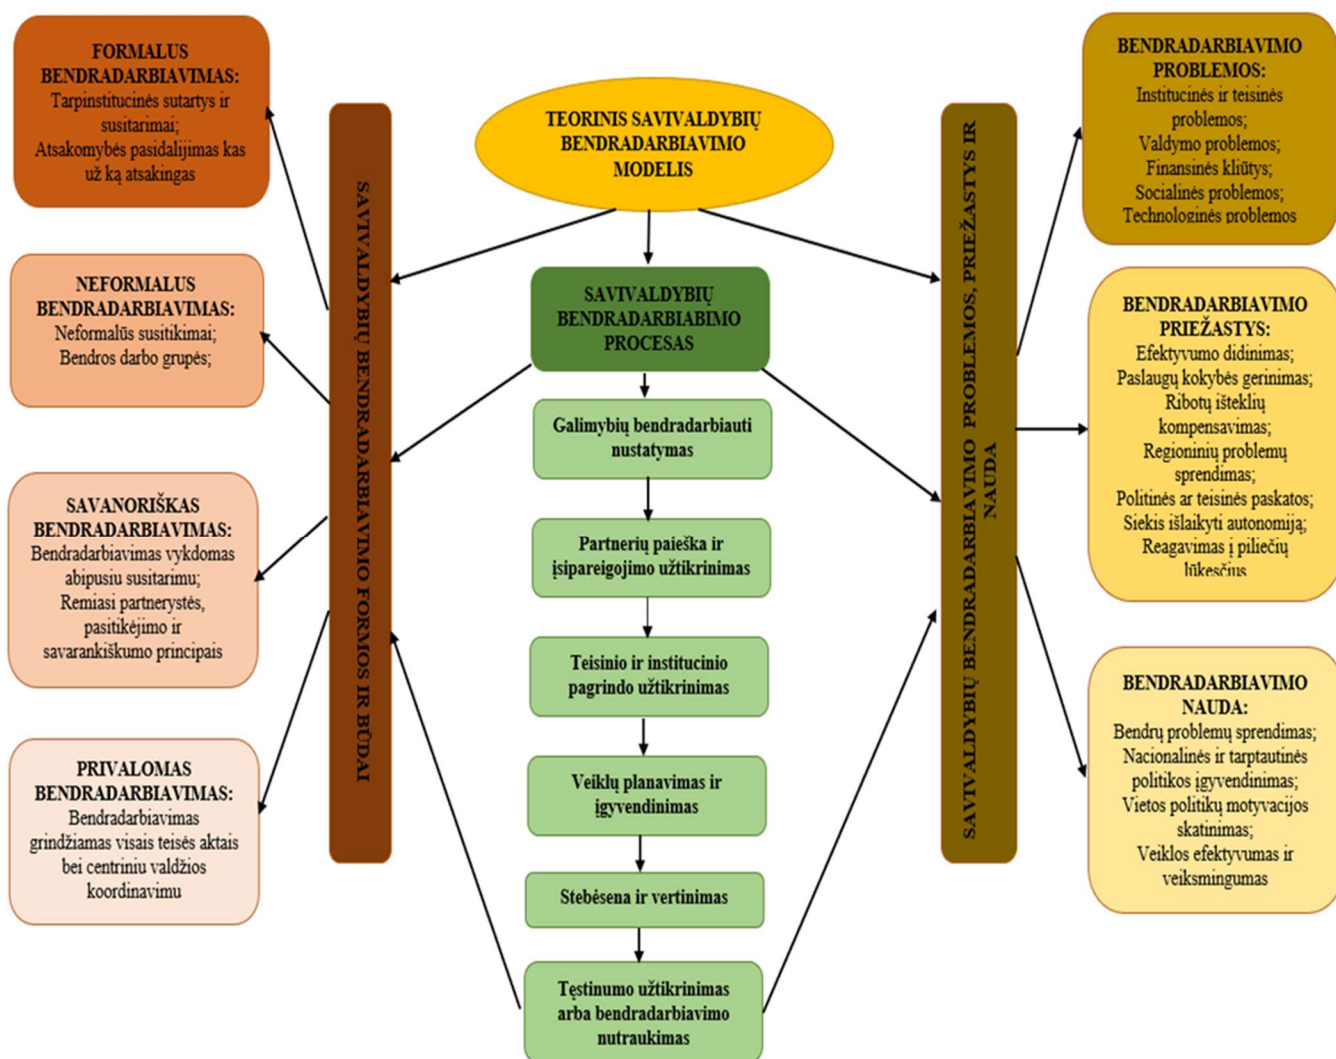 FORMALUS
BENDRADARBIAVIMAS:
Tarpinstitucinės sutartys ir
susitarimai;
Atsakomybės pasidalijimas kas
už ką atsakingas
NEFORMALUS
BENDRADARBIAVIMAS:
Neformalūs susitikimai;
Bendros darbo grupės;
SAVANORIŠKAS
BENDRADARBIAVIMAS:
Bendradarbiavimas vykdomas
abipusiu susitarimu;
Remiasi partnerystės,
pasitikėjimo ir
savarankiškumo principais
PRIVALOMAS
BENDRADARBIAVIMAS:
Bendradarbiavimas
grindžiamas visais teisės aktais
bei centriniu valdžios
koordinavimu
SAVIVALDYBIŲ BENDRADARBIAVIMO FORMOS IR BŪDAI
TEORINIS SAVIVALDYBIŲ
BENDRADARBIAVIMO
MODELIS
SAVIVALDYBIŲ
BENDRADARBIABIMO
PROCESAS
Galimybių bendradarbiauti
nustatymas
Partnerių paieška ir
įsipareigojimo užtikrinimas
Teisinio ir institucinio
pagrindo užtikrinimas
Veiklų planavimas ir
įgyvendinimas
Stebėsena ir vertinimas
Tęstinumo užtikrinimas
arba bendradarbiavimo
nutraukimas
SAVIVALDYBIŲ BENDRADARBIAVIMO PROBLEMOS, PRIEŽASTYS IR
NAUDA
BENDRADARBIAVIMO
PROBLEMOS:
Institucinės ir teisinės
problemos;
Valdymo problemos;
Finansinės kliūtys;
Socialinės problemos;
Technologinės problemos
BENDRADARBIAVIMO
PRIEŽASTYS:
Efektyvumo didinimas;
Paslaugų kokybės gerinimas;
Ribotų išteklių
kompensavimas;
Regioninių problemų
sprendimas;
Politinės ar teisinės paskatos;
Siekis išlaikyti autonomiją;
Reagavimas į piliečių
lūkesčius
BENDRADARBIAVIMO
NAUDA:
Bendrų problemų sprendimas;
Nacionalinės ir tarptautinės
politikos įgyvendinimas;
Vietos politikų motyvacijos
skatinimas;
Veiklos efektyvumas ir
veiksmingumas